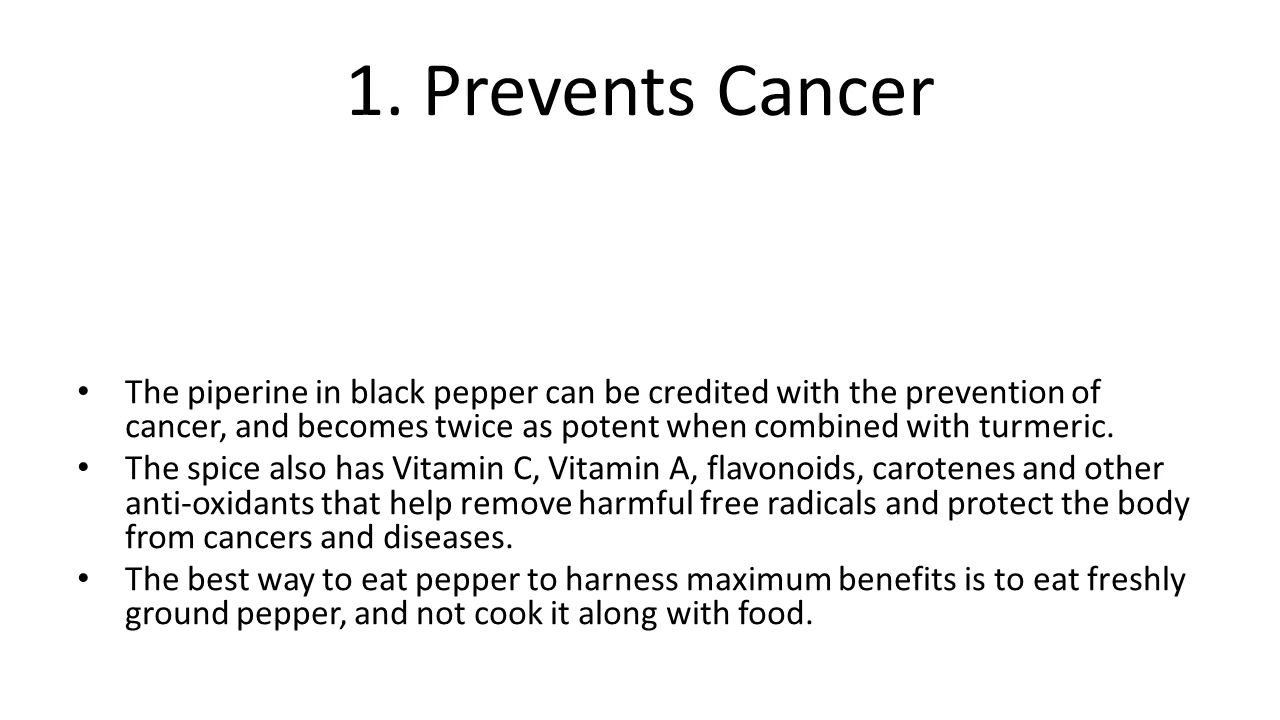 1. Prevents Cancer
• The piperine in black pepper can be credited with the prevention of
cancer, and becomes twice as potent when combined with turmeric.
• The spice also has Vitamin C, Vitamin A, flavonoids, carotenes and other
anti-oxidants that help remove harmful free radicals and protect the body
from cancers and diseases.
• The best way to eat pepper to harness maximum benefits is to eat freshly
ground pepper, and not cook it along with food.